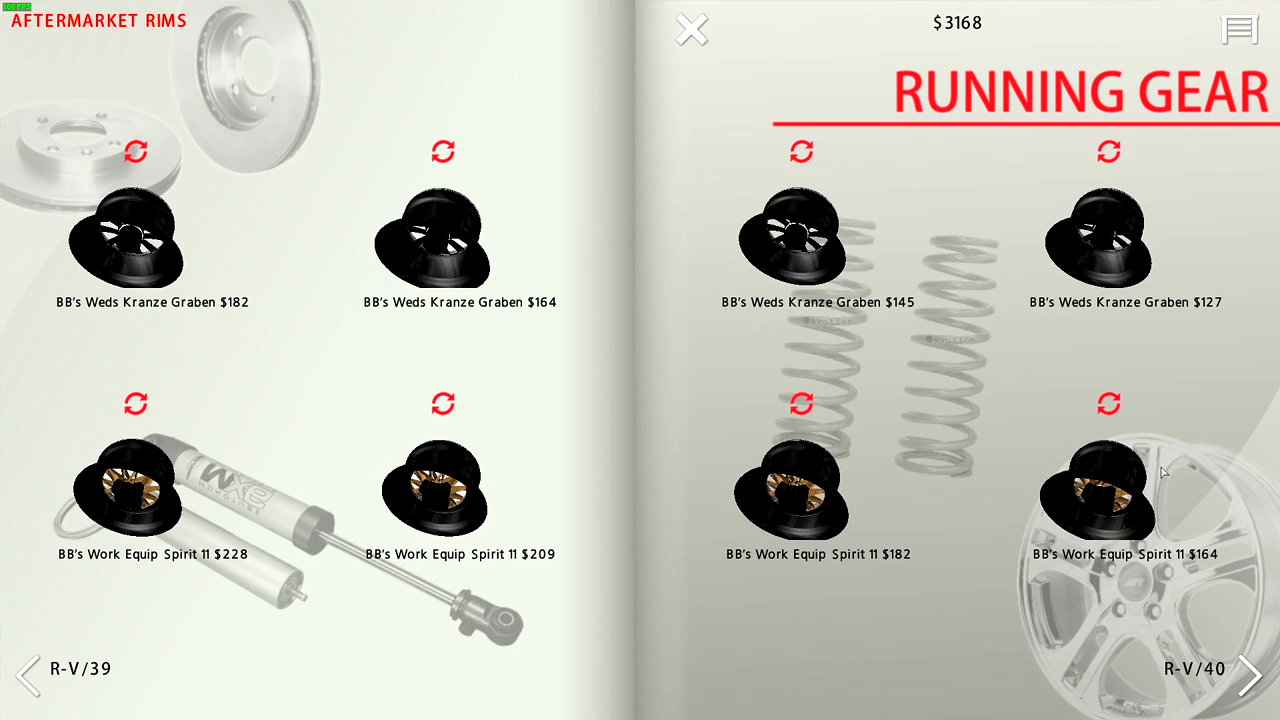 AFTERMARKET RIMS
$3168
RUNNING GEAR
BB's Weds Kranze Graben $182
BB's Weds Kranze Graben $164
BB's Weds Kranze Graben $145
BB's Weds Kranze Graben $127
BB's Work Equip Spirit 11 $228
BB's Work Equip Spirit 11 $209
BB's Work Equip Spirit 11 $182
BB's Work Equip Spirit 11 $164
R-V/39
R-V/40